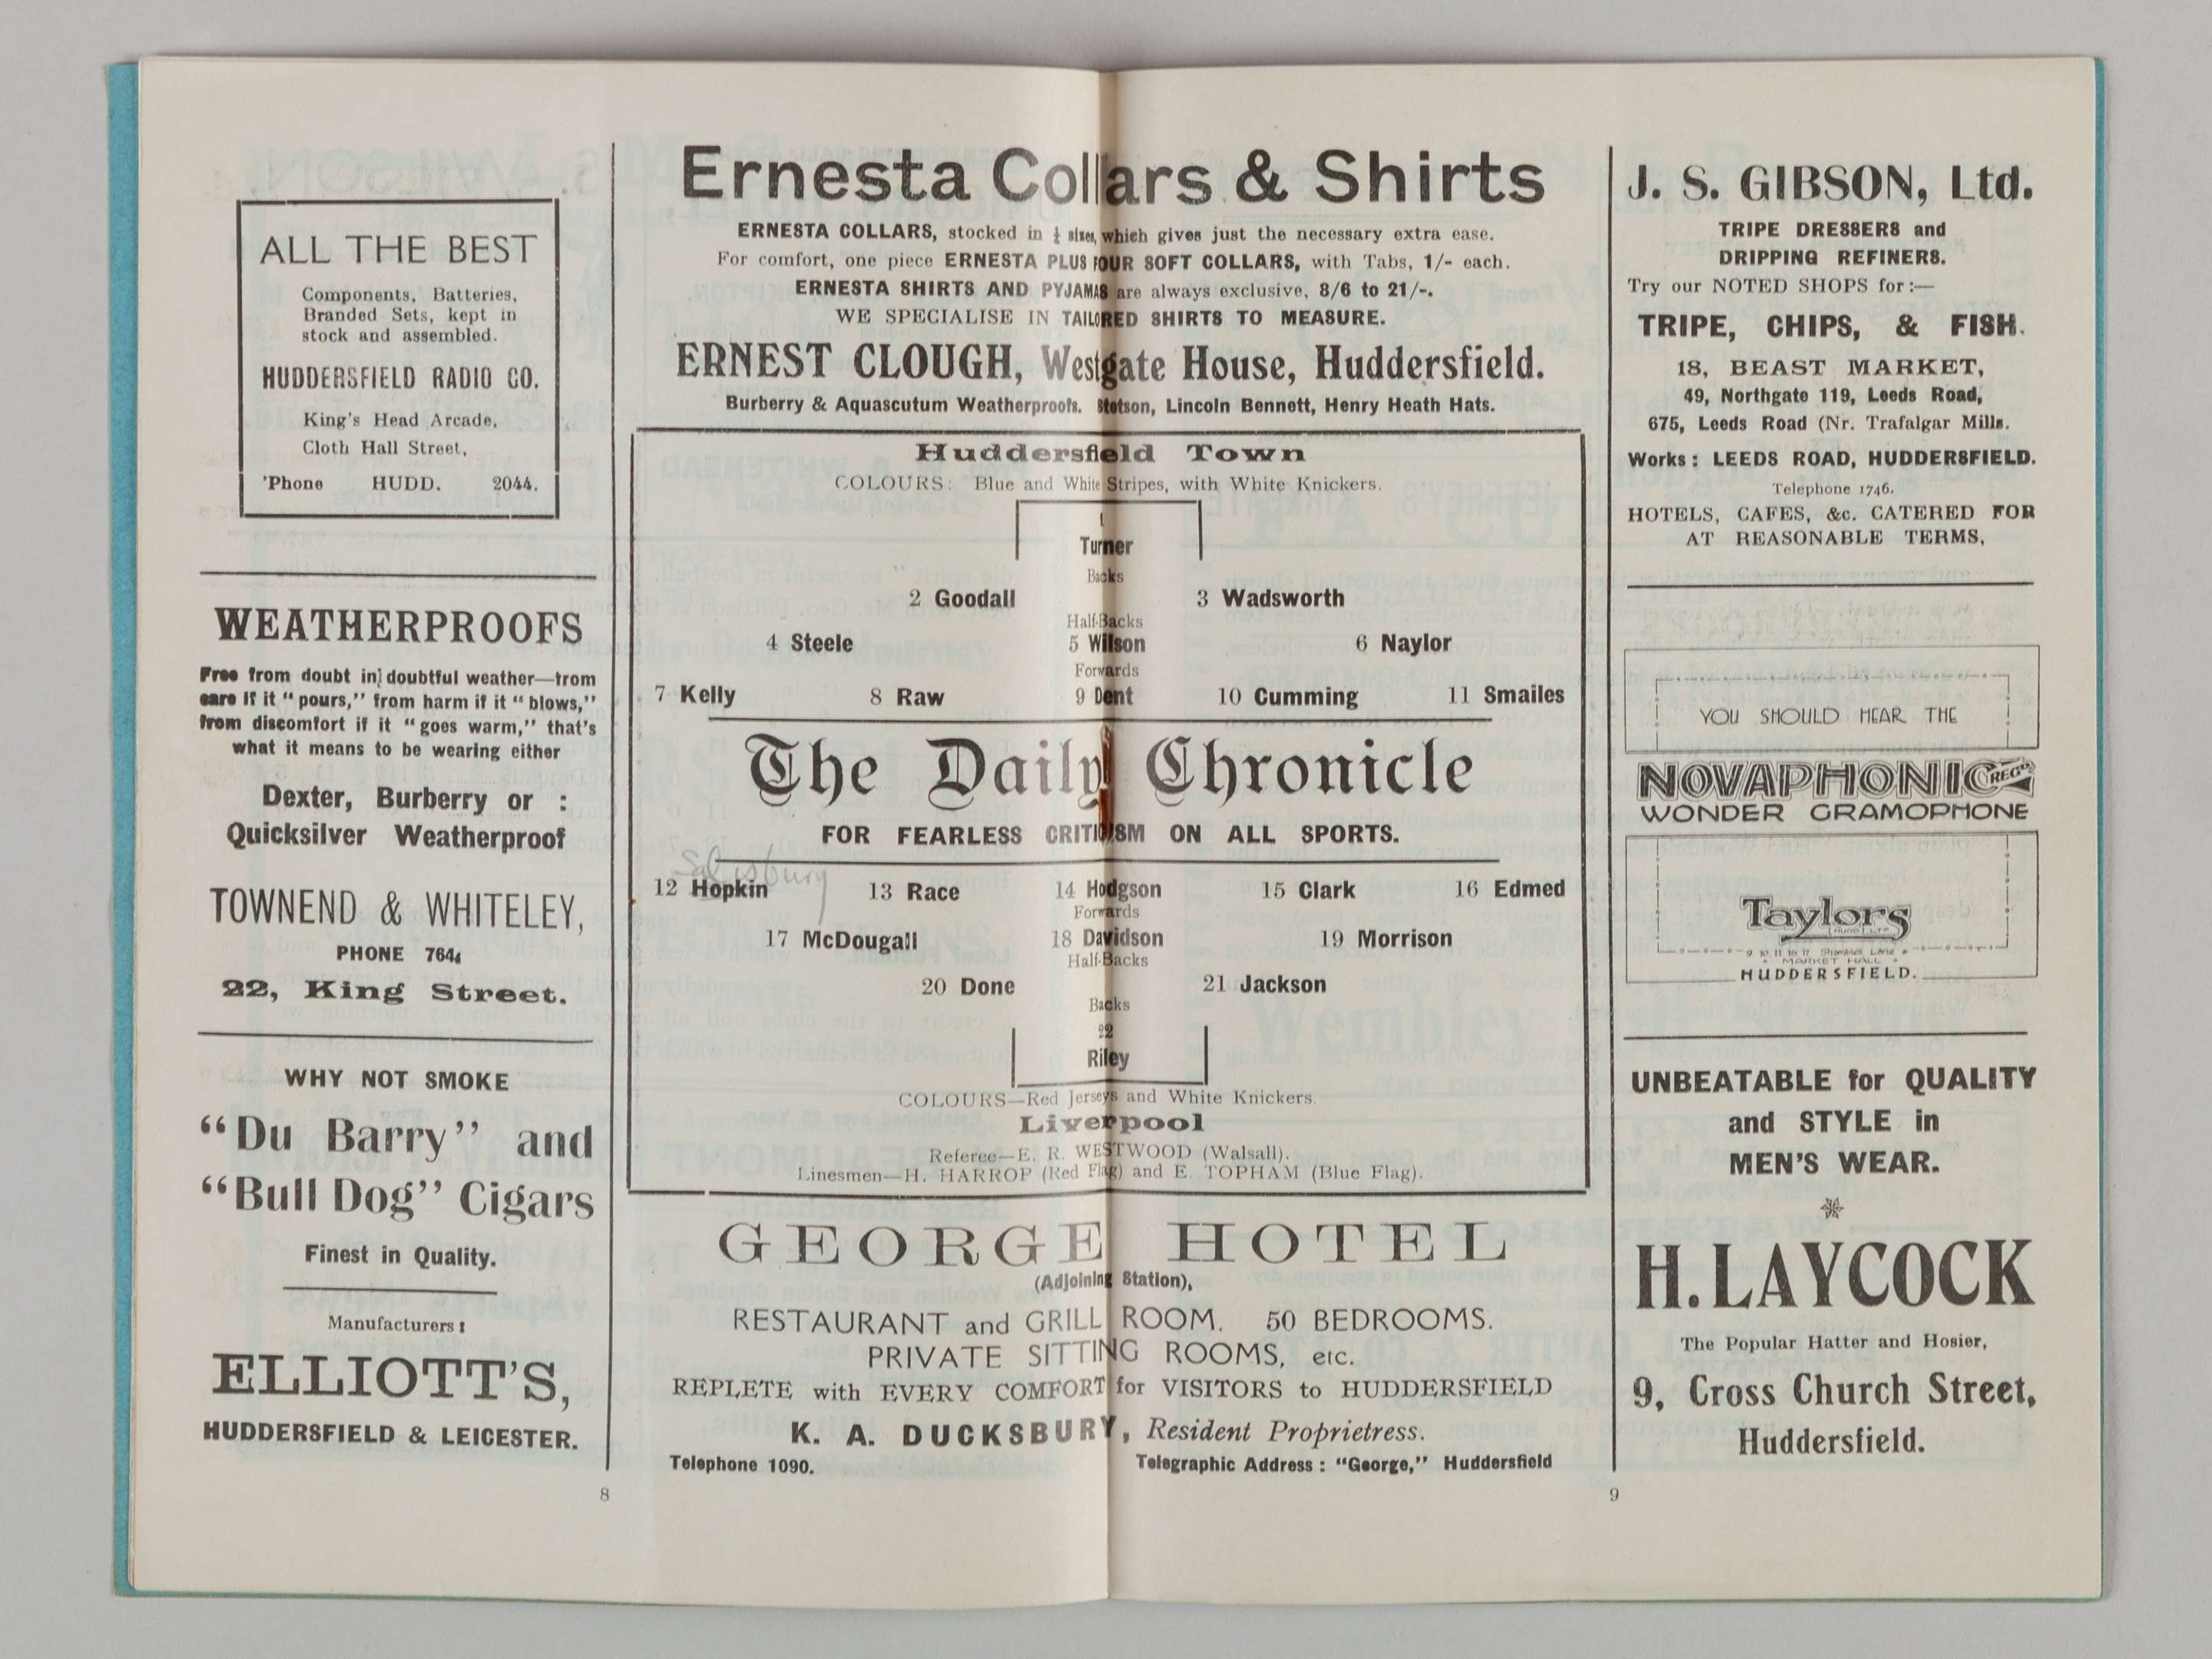 ALL THE BEST
Components, Batteries,
Branded Sets, kept in
stock and assembled.
HUDDERSFIELD RADIO CO.
King's Head Arcade,
Cloth Hall Street,
'Phone HUDD. 2044.
WEATHERPROOFS
Free from doubt in doubtful weather—trom
care if it "pours," from harm if it "blows,"
from discomfort if it "goes warm," that's
what it means to be wearing either
Dexter, Burberry or :
Quicksilver Weatherproof
TOWNEND & WHITELEY,
PHONE 764
22, King Street.
WHY NOT SMOKE
"Du Barry" and
"Bull Dog" Cigars
Finest in Quality.
Manufacturers :
ELLIOTT'S,
HUDDERSFIELD & LEICESTER.
8
Ernesta Collars & Shirts
ERNESTA COLLARS, stocked in ¼ sizes, which gives just the necessary extra ease.
For comfort, one piece ERNESTA PLUS FOUR SOFT COLLARS, with Tabs, 1/- each.
ERNESTA SHIRTS AND PYJAMAS are always exclusive, 8/6 to 21/-.
WE SPECIALISE IN TAILORED SHIRTS TO MEASURE.
ERNEST CLOUGH, Westgate House, Huddersfield.
Burberry & Aquascutum Weatherproofs. Stetson, Lincoln Bennett, Henry Heath Hats.
Huddersfield Town
COLOURS: Blue and White Stripes, with White Knickers.
1
Turner
Backs
2 Goodall 3 Wadsworth
Half-Backs
4 Steele 5 Wilson 6 Naylor
Forwards
7 Kelly 8 Raw 9 Dent 10 Cumming 11 Smailes
The Daily Chronicle
FOR FEARLESS CRITICISM ON ALL SPORTS.
Salisbury
12 Hopkin 13 Race 14 Hodgson 15 Clark 16 Edmed
Forwards
17 McDougall 18 Davidson 19 Morrison
Half-Backs
20 Done 21 Jackson
Backs
22
Riley
COLOURS—Red Jerseys and White Knickers.
Liverpool
Referee—E. R. WESTWOOD (Walsall).
Linesmen—H. HARROP (Red Flag) and E. TOPHAM (Blue Flag).
GEORGE HOTEL
(Adjoining Station),
RESTAURANT and GRILL ROOM. 50 BEDROOMS.
PRIVATE SITTING ROOMS, etc.
REPLETE with EVERY COMFORT for VISITORS to HUDDERSFIELD
K. A. DUCKSBURY, Resident Proprietress.
Telephone 1090. Telegraphic Address : "George," Huddersfield
J. S. GIBSON, Ltd.
TRIPE DRESSERS and
DRIPPING REFINERS.
Try our NOTED SHOPS for :—
TRIPE, CHIPS, & FISH.
18, BEAST MARKET,
49, Northgate 119, Leeds Road,
675, Leeds Road (Nr. Trafalgar Mills.
Works : LEEDS ROAD, HUDDERSFIELD.
Telephone 1746.
HOTELS, CAFES, &c. CATERED FOR
AT REASONABLE TERMS,
YOU SHOULD HEAR THE
NOVAPHONIC REGD
WONDER GRAMOPHONE
Taylors
(HUDD) LTD
9. 10. 11. 16 17 Shambles Lane
MARKET HALL
HUDDERSFIELD.
UNBEATABLE for QUALITY
and STYLE in
MEN'S WEAR.
H. LAYCOCK
The Popular Hatter and Hosier,
9, Cross Church Street,
Huddersfield.
9